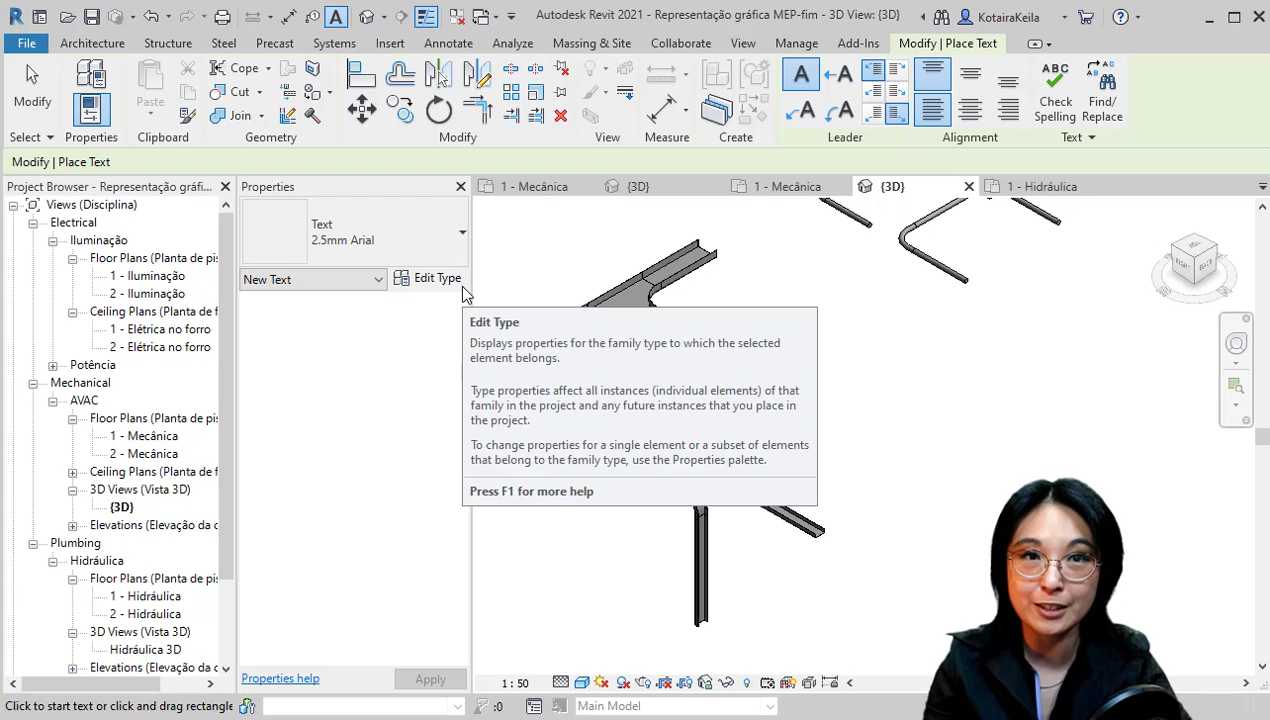 Autodesk Revit 2021 - Representação gráfica MEP-fim - 3D View: {3D}
KotairaKeila
File Architecture Structure Steel Precast Systems Insert Annotate Analyze Massing & Site Collaborate View Manage Add-Ins Modify | Place Text
Modify
Paste
Cope
Cut
Join
Check
Spelling
Find/
Replace
Select Properties Clipboard Geometry Modify View Measure Create Leader Alignment Text
Modify | Place Text
Project Browser - Representação gráfi...
Views (Disciplina)
Electrical
Iluminação
Floor Plans (Planta de pis
1 - Iluminação
2 - Iluminação
Ceiling Plans (Planta de f
1 - Elétrica no forro
2 - Elétrica no forro
Potência
Mechanical
AVAC
Floor Plans (Planta de pis
1 - Mecânica
2 - Mecânica
Ceiling Plans (Planta de f
3D Views (Vista 3D)
{3D}
Elevations (Elevação da c
Plumbing
Hidráulica
Floor Plans (Planta de pis
1 - Hidráulica
2 - Hidráulica
3D Views (Vista 3D)
Hidráulica 3D
Elevations (Elevação da c
Properties
Text
2.5mm Arial
New Text
Edit Type
Properties help
Apply
1 - Mecânica
{3D}
1 - Mecânica
{3D}
1 - Hidráulica
Edit Type
Displays properties for the family type to which the selected
element belongs.
Type properties affect all instances (individual elements) of that
family in the project and any future instances that you place in
the project.
To change properties for a single element or a subset of elements
that belong to the family type, use the Properties palette.
Press F1 for more help
RIGHT
BACK
1 : 50
Click to start text or click and drag rectangle
:0
Main Model